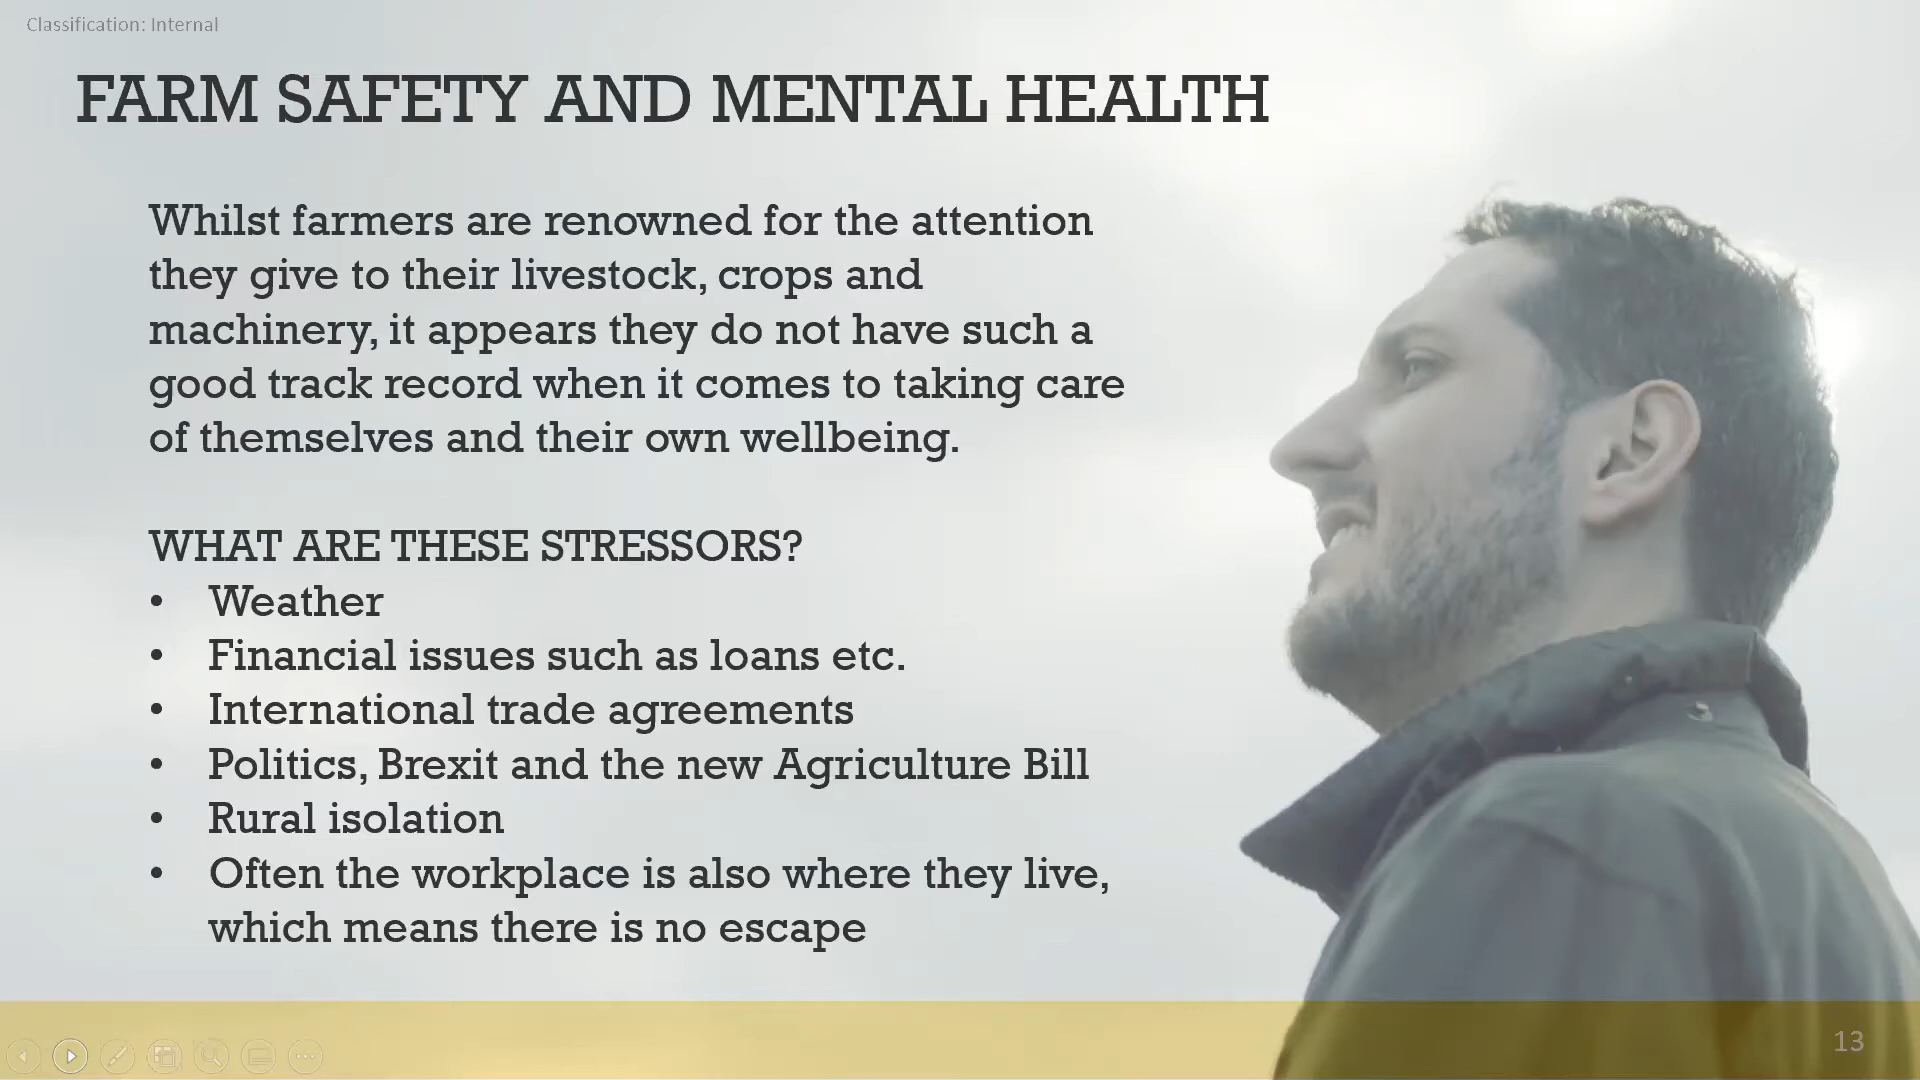 Classification: Internal
FARM SAFETY AND MENTAL HEALTH
Whilst farmers are renowned for the attention
they give to their livestock, crops and
machinery, it appears they do not have such a
good track record when it comes to taking care
of themselves and their own wellbeing.
WHAT ARE THESE STRESSORS?
• Weather
• Financial issues such as loans etc.
• International trade agreements
• Politics, Brexit and the new Agriculture Bill
• Rural isolation
• Often the workplace is also where they live,
which means there is no escape
13